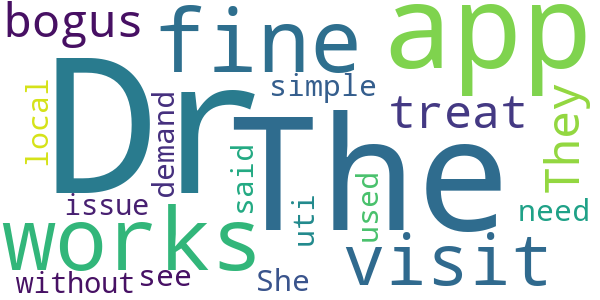 bogus
fine
app
simple
treat
Dr
The
They
local
demand
said
used
uti
issue
works
visit
need
without
see
She